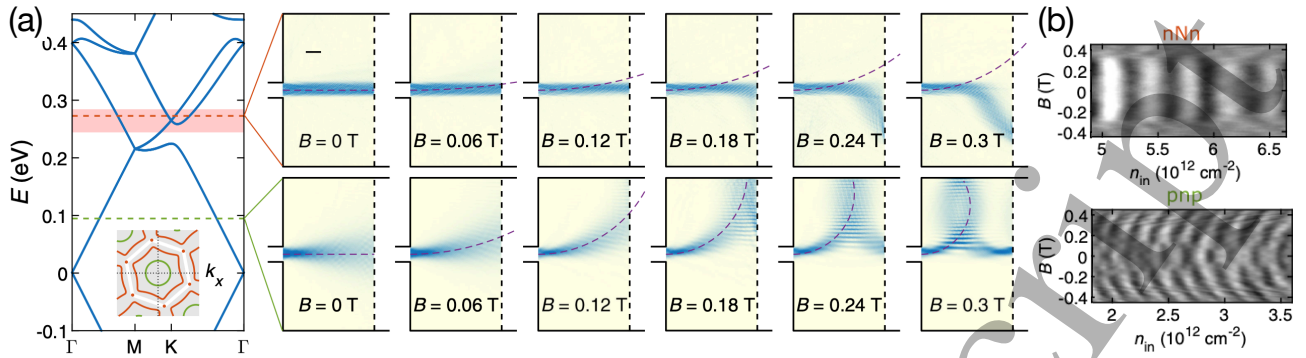 (a)
0.4
0.3
0.2
0.1
0
-0.1
E (eV)
Γ
M
K
Γ
k_x
B = 0 T
B = 0.06 T
B = 0.12 T
B = 0.18 T
B = 0.24 T
B = 0.3 T
B = 0 T
B = 0.06 T
B = 0.12 T
B = 0.18 T
B = 0.24 T
B = 0.3 T
(b)
nNn
0.4
0.2
0
-0.2
-0.4
B (T)
5
5.5
6
6.5
n_in (10^12 cm^-2)
pnp
0.4
0.2
0
-0.2
-0.4
B (T)
2
2.5
3
3.5
n_in (10^12 cm^-2)